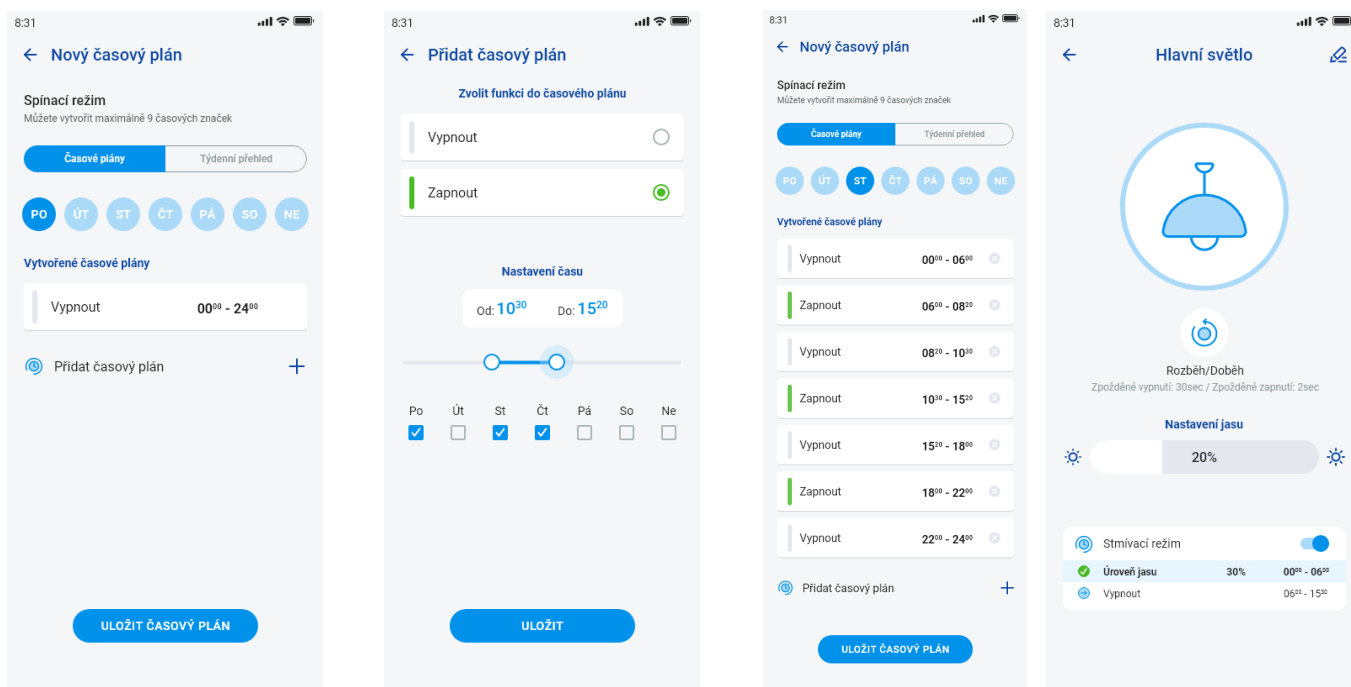 8:31
Nový časový plán
Spínací režim
Můžete vytvořit maximálně 9 časových značek
Časové plány Týdenní přehled
PO ÚT ST ČT PÁ SO NE
Vytvořené časové plány
Vypnout 00⁰⁰ - 24⁰⁰
Přidat časový plán
ULOŽIT ČASOVÝ PLÁN
8:31
Přidat časový plán
Zvolit funkci do časového plánu
Vypnout
Zapnout
Nastavení času
Od: 10³⁰ Do: 15²⁰
Po Út St Čt Pá So Ne
ULOŽIT
8:31
Nový časový plán
Spínací režim
Můžete vytvořit maximálně 9 časových značek
Časové plány Týdenní přehled
PO ÚT ST ČT PÁ SO NE
Vytvořené časové plány
Vypnout 00⁰⁰ - 06⁰⁰
Zapnout 06⁰⁰ - 08²⁰
Vypnout 08²⁰ - 10³⁰
Zapnout 10³⁰ - 15²⁰
Vypnout 15²⁰ - 18⁰⁰
Zapnout 18⁰⁰ - 22⁰⁰
Vypnout 22⁰⁰ - 24⁰⁰
Přidat časový plán
ULOŽIT ČASOVÝ PLÁN
8:31
Hlavní světlo
Rozběh/Doběh
Zpožděné vypnutí: 30sec / Zpožděné zapnutí: 2sec
Nastavení jasu
20%
Stmívací režim
Úroveň jasu 30% 00⁰⁰ - 06⁰⁰
Vypnout 06⁰⁰ - 15³⁰